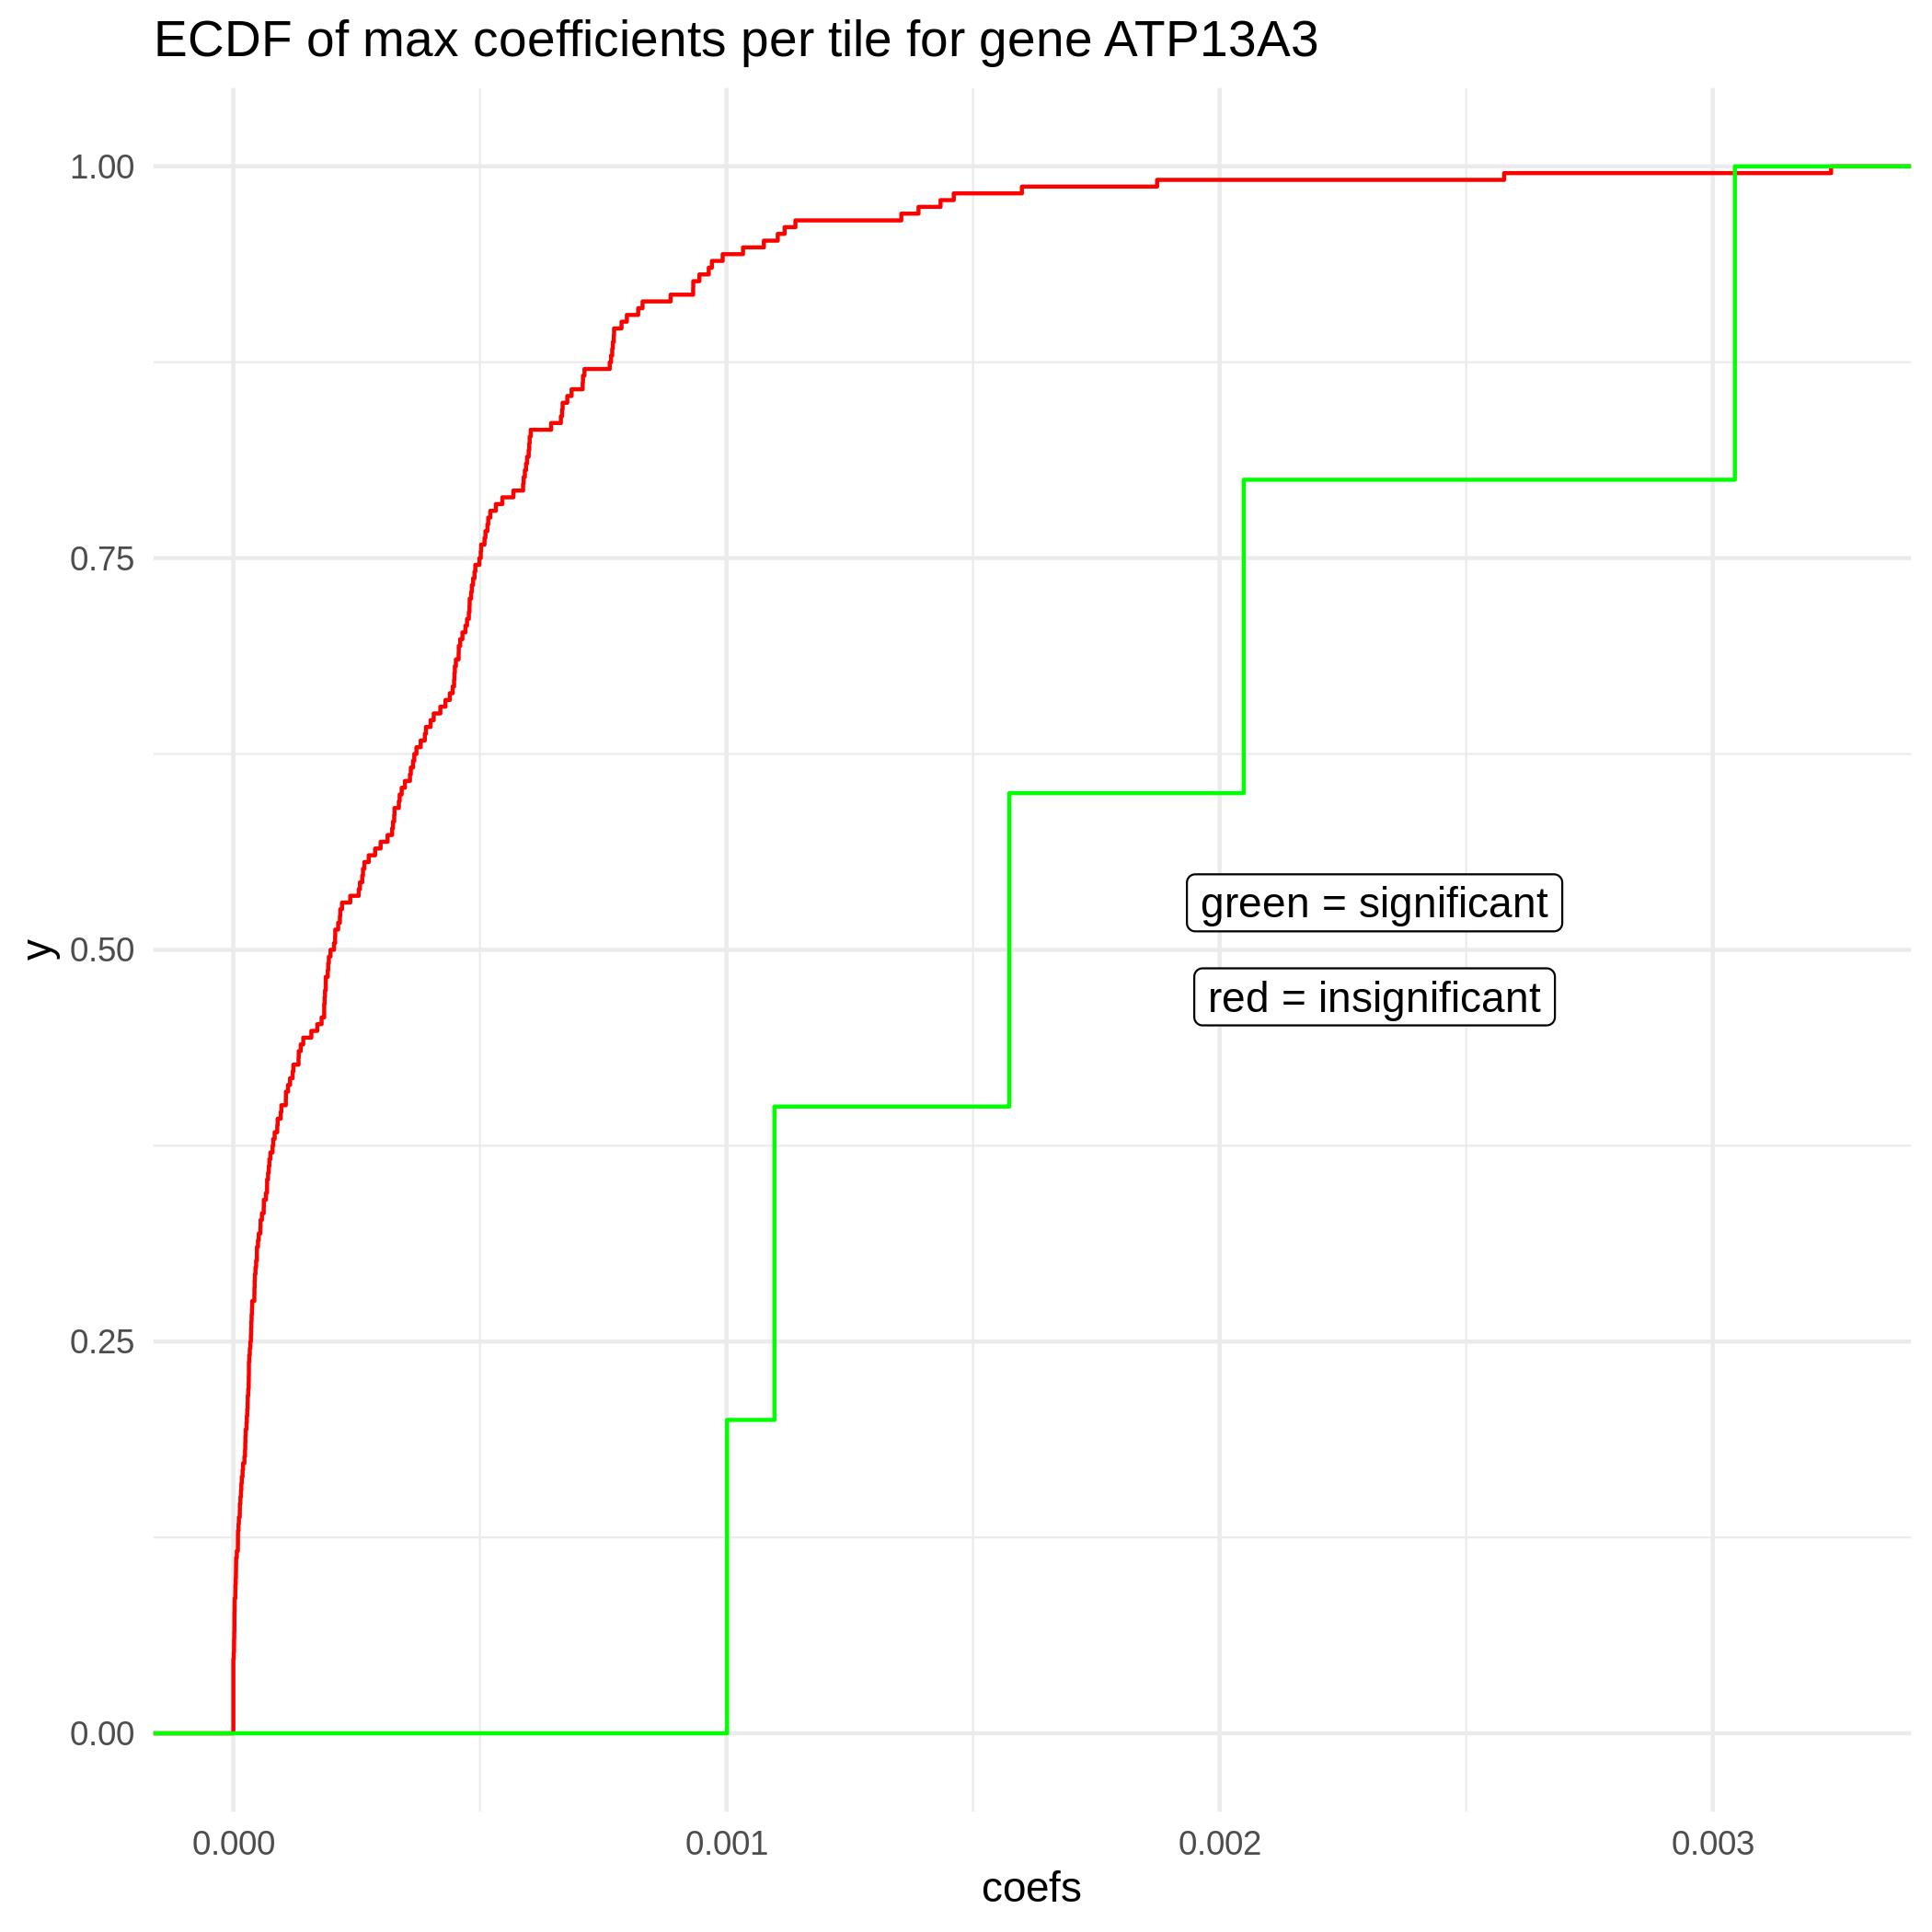 ECDF of max coefficients per tile for gene ATP13A3
1.00
0.75
0.50
0.25
0.00
y
green = significant
red = insignificant
0.000
0.001
0.002
0.003
coefs